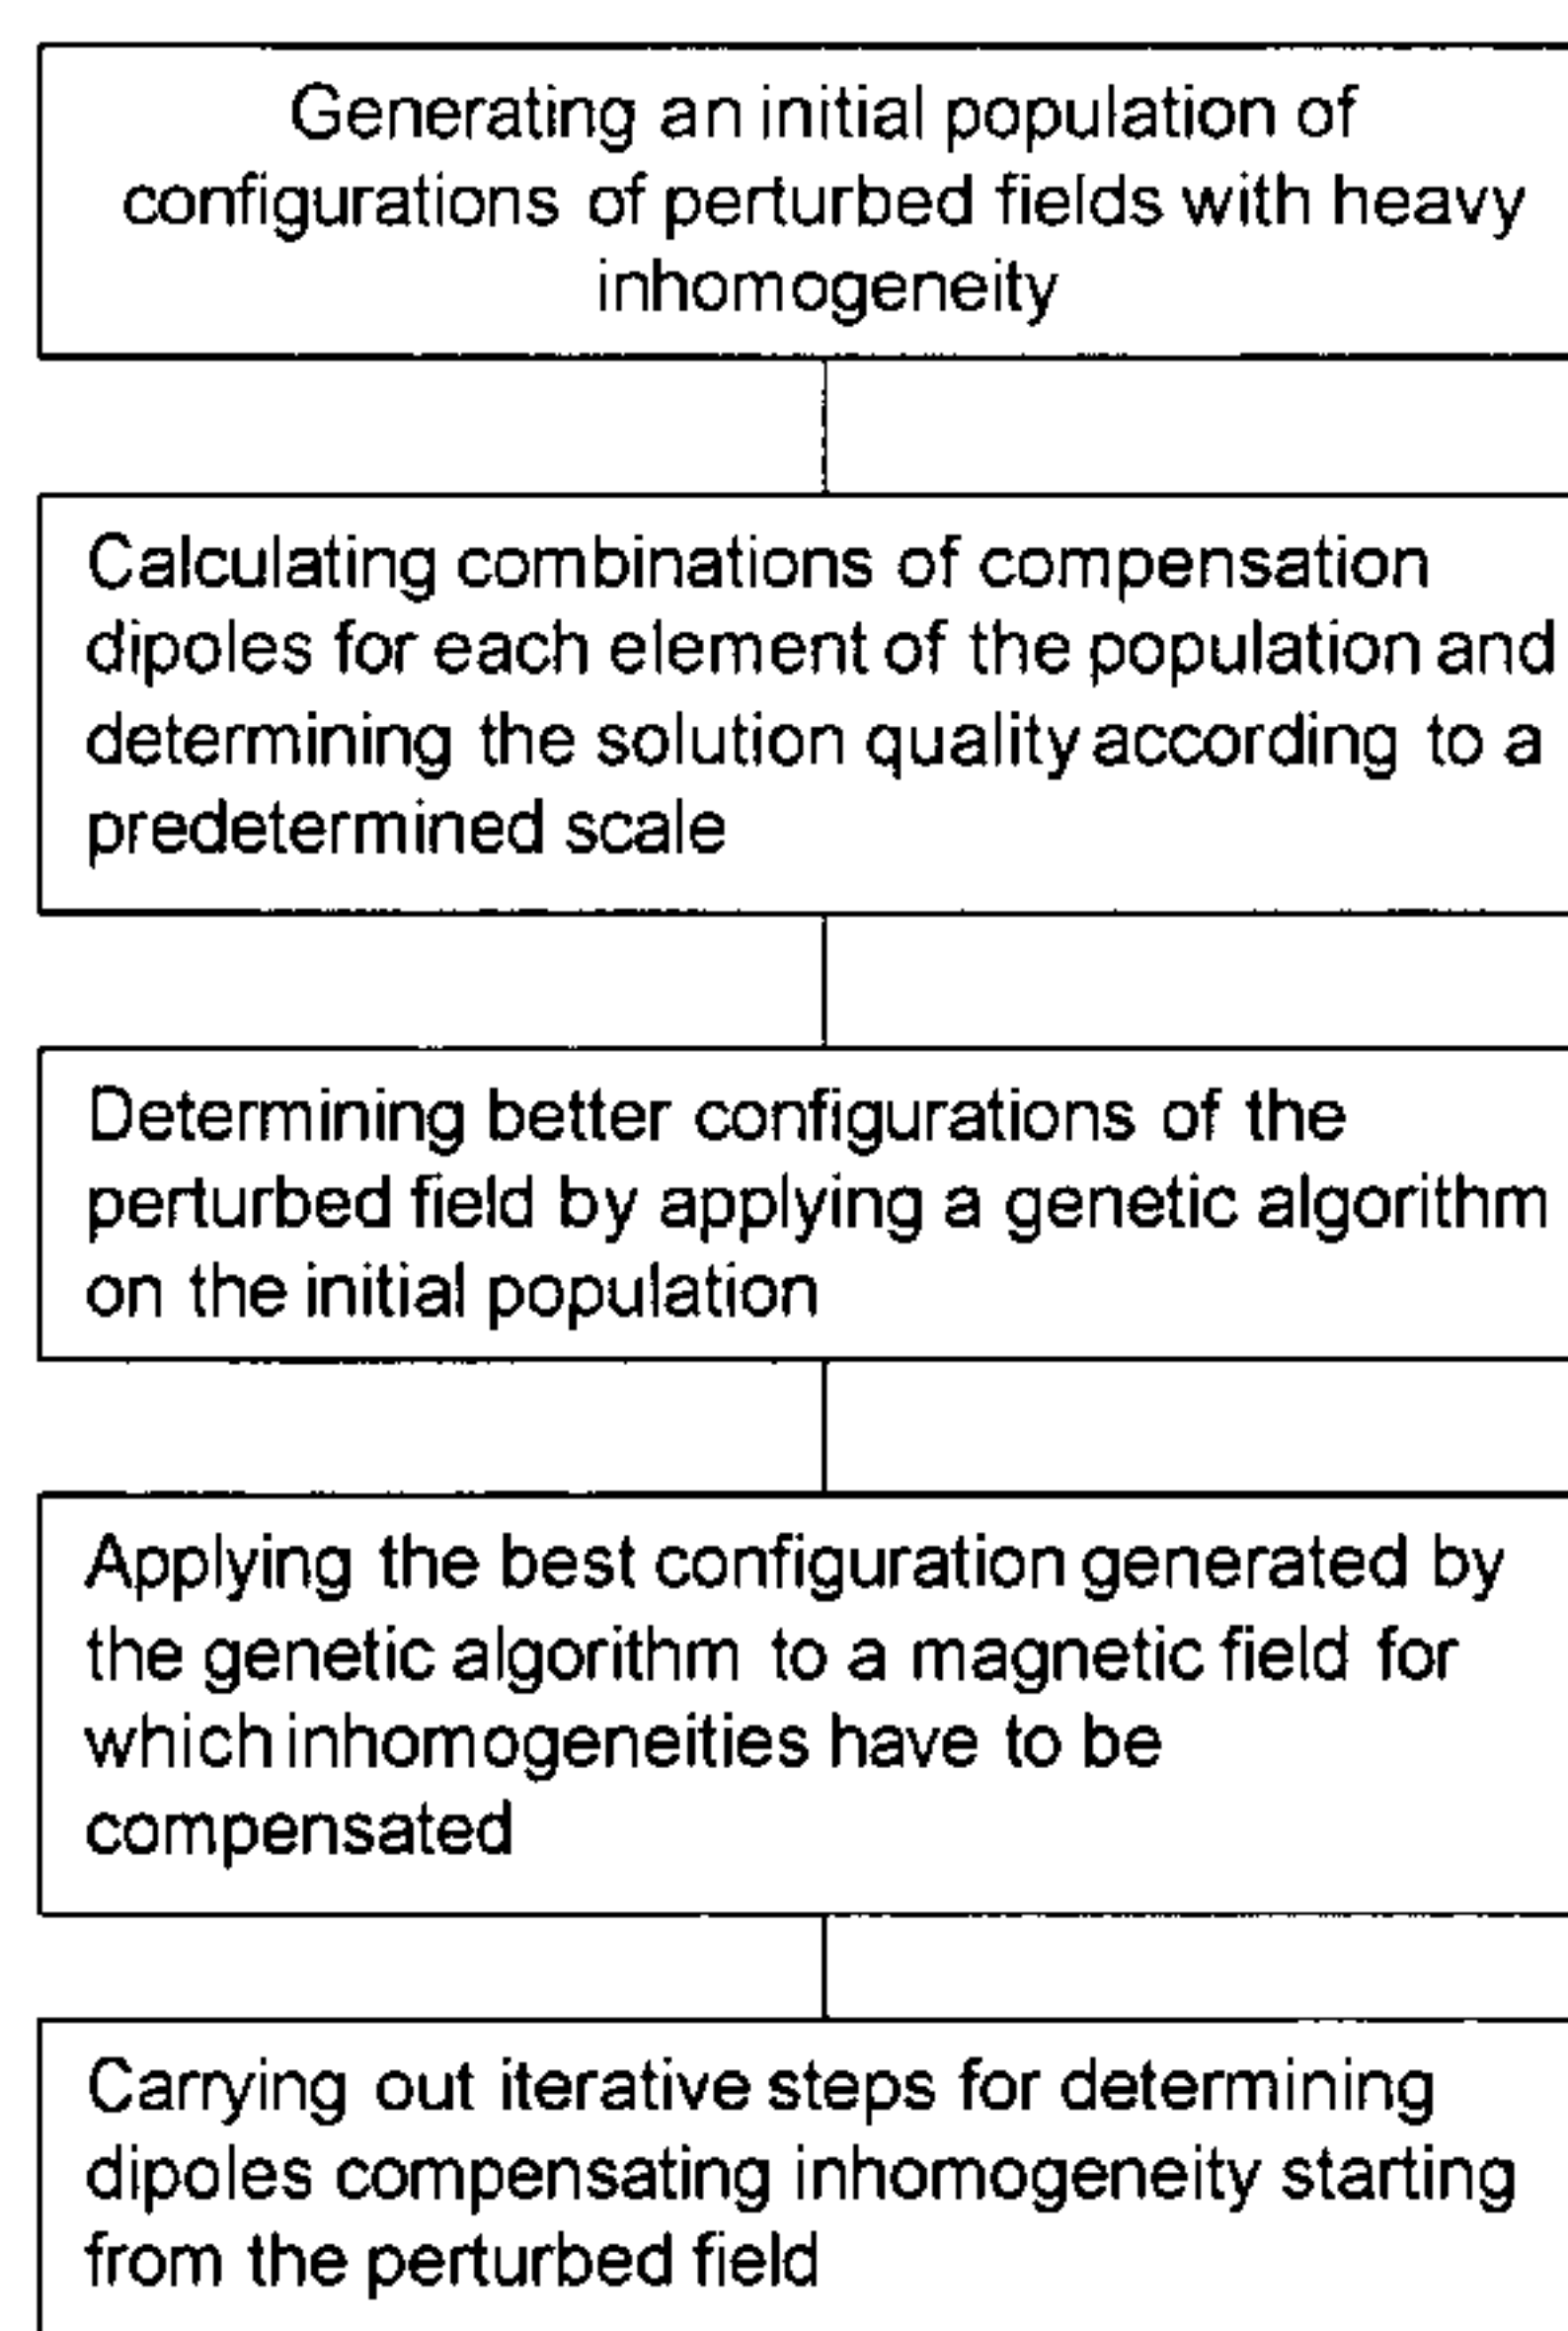 Generating an initial population of
configurations of perturbed fields with heavy
inhomogeneity
Calculating combinations of compensation
dipoles for each element of the population and
determining the solution quality according to a
predetermined scale
Determining better configurations of the
perturbed field by applying a genetic algorithm
on the initial population
Applying the best configuration generated by
the genetic algorithm to a magnetic field for
which inhomogeneities have to be
compensated
Carrying out iterative steps for determining
dipoles compensating inhomogeneity starting
from the perturbed field